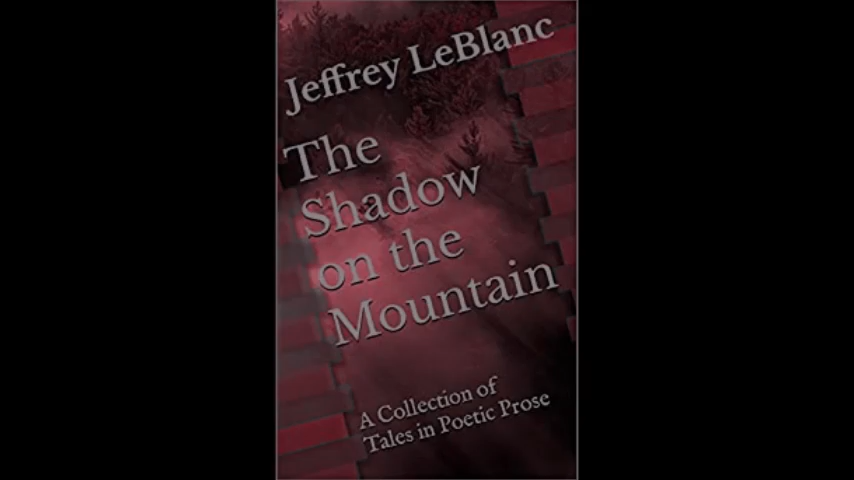 Jeffrey LeBlanc
The
Shadow
on the
Mountain
A Collection of
Tales in Poetic Prose